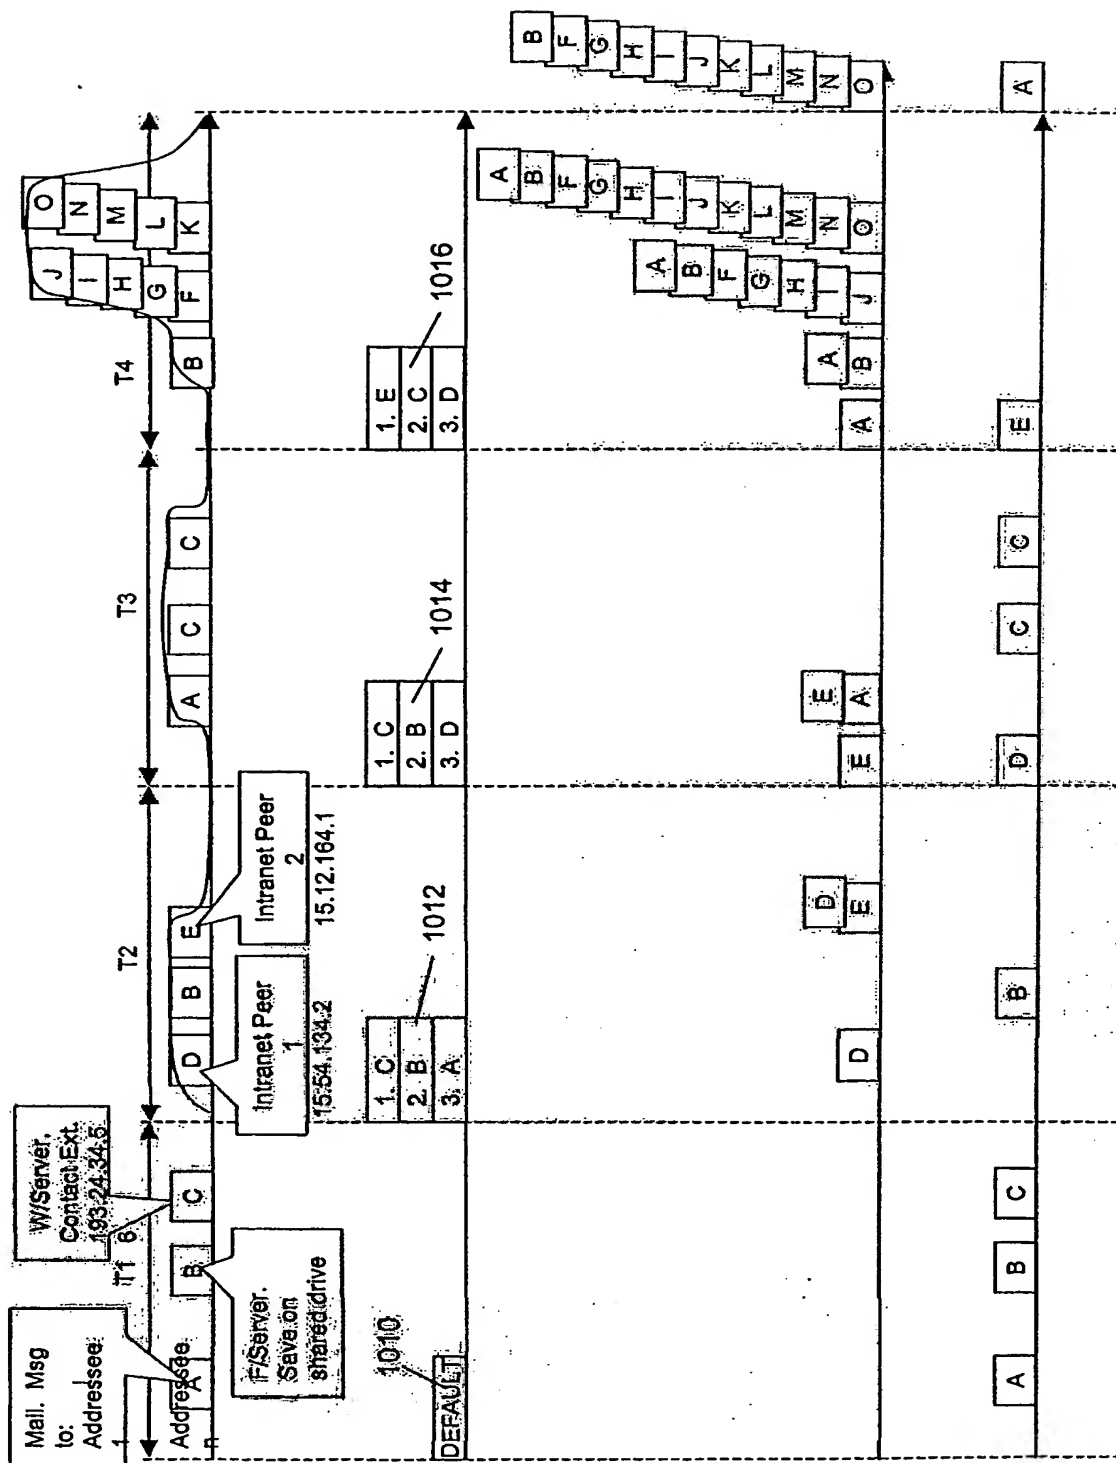 Mail. Msg
to:
Addressee
1
Addressee
n
W/Server.
Contact Ext.
193.24.34.5
6
T1
T2
T3
T4
A
B
C
D
B
E
A
C
C
B
J
I
H
G
F
O
N
M
L
K
F/Server.
Save on
shared drive
Intranet Peer
1
15.54.134.2
Intranet Peer
2
15.12.164.1
1010
DEFAULT
1. C
2. B
3. A
1012
1. C
2. B
3. D
1014
1. E
2. C
3. D
1016
D
D
E
E
E
A
A
A
B
A
B
F
G
H
I
J
A
B
F
G
H
I
J
K
L
M
N
O
B
F
G
H
I
J
K
L
M
N
O
A
B
C
B
D
C
C
E
A